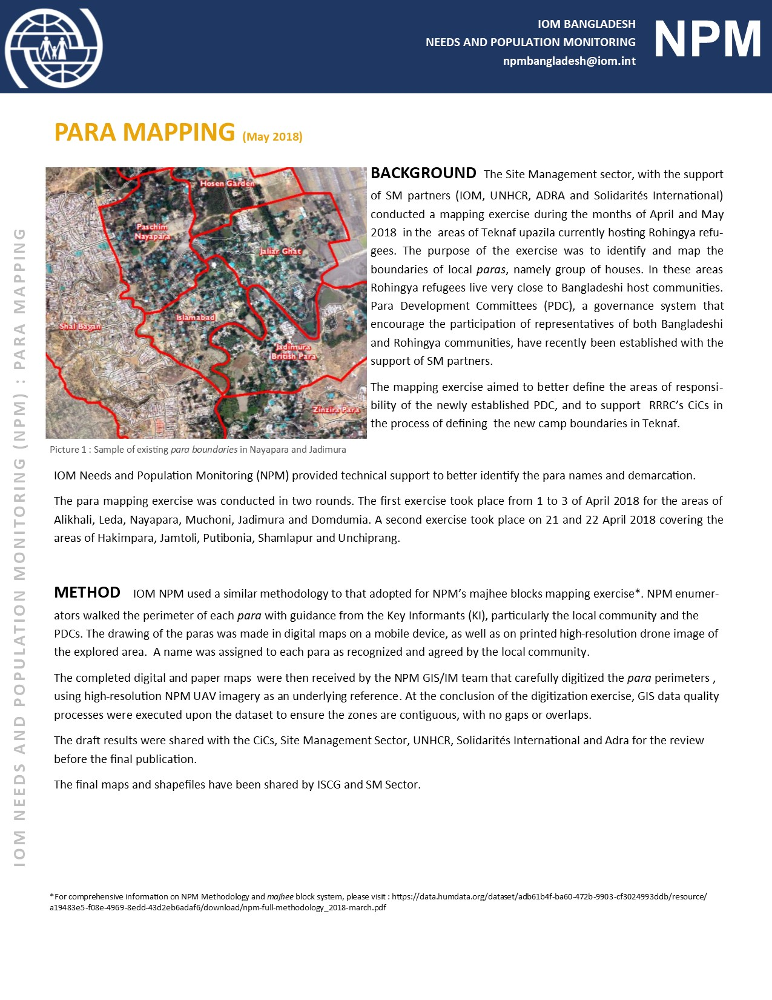 IOM BANGLADESH
NEEDS AND POPULATION MONITORING
npmbangladesh@iom.int
NPM
PARA MAPPING (May 2018)
Hosen Garden
Paschim
Nayapara
Jaliar Ghat
Islamabad
Shal Bagan
Jadimura
British Para
Zinzira Para
Picture 1 : Sample of existing para boundaries in Nayapara and Jadimura
BACKGROUND The Site Management sector, with the support
of SM partners (IOM, UNHCR, ADRA and Solidarités International)
conducted a mapping exercise during the months of April and May
2018 in the areas of Teknaf upazila currently hosting Rohingya refu-
gees. The purpose of the exercise was to identify and map the
boundaries of local paras, namely group of houses. In these areas
Rohingya refugees live very close to Bangladeshi host communities.
Para Development Committees (PDC), a governance system that
encourage the participation of representatives of both Bangladeshi
and Rohingya communities, have recently been established with the
support of SM partners.
The mapping exercise aimed to better define the areas of responsi-
bility of the newly established PDC, and to support RRRC’s CiCs in
the process of defining the new camp boundaries in Teknaf.
IOM Needs and Population Monitoring (NPM) provided technical support to better identify the para names and demarcation.
The para mapping exercise was conducted in two rounds. The first exercise took place from 1 to 3 of April 2018 for the areas of
Alikhali, Leda, Nayapara, Muchoni, Jadimura and Domdumia. A second exercise took place on 21 and 22 April 2018 covering the
areas of Hakimpara, Jamtoli, Putibonia, Shamlapur and Unchiprang.
METHOD IOM NPM used a similar methodology to that adopted for NPM’s majhee blocks mapping exercise*. NPM enumer-
ators walked the perimeter of each para with guidance from the Key Informants (KI), particularly the local community and the
PDCs. The drawing of the paras was made in digital maps on a mobile device, as well as on printed high-resolution drone image of
the explored area. A name was assigned to each para as recognized and agreed by the local community.
The completed digital and paper maps were then received by the NPM GIS/IM team that carefully digitized the para perimeters ,
using high-resolution NPM UAV imagery as an underlying reference. At the conclusion of the digitization exercise, GIS data quality
processes were executed upon the dataset to ensure the zones are contiguous, with no gaps or overlaps.
The draft results were shared with the CiCs, Site Management Sector, UNHCR, Solidarités International and Adra for the review
before the final publication.
The final maps and shapefiles have been shared by ISCG and SM Sector.
*For comprehensive information on NPM Methodology and majhee block system, please visit : https://data.humdata.org/dataset/adb61b4f-ba60-472b-9903-cf3024993ddb/resource/
a19483e5-f08e-4969-8edd-43d2eb6adaf6/download/npm-full-methodology_2018-march.pdf
IOM NEEDS AND POPULATION MONITORING (NPM) : PARA MAPPING